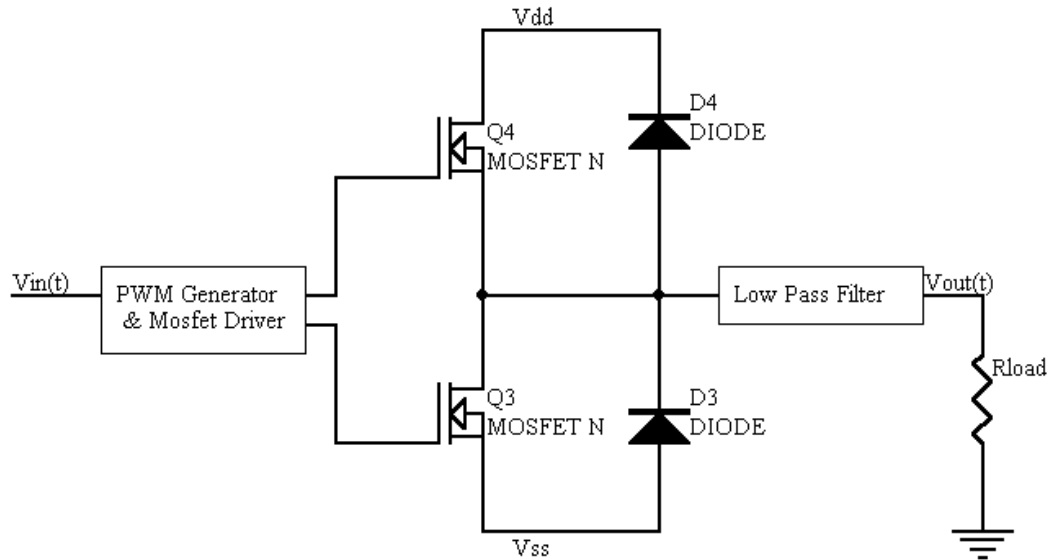 Vdd
D4
DIODE
Q4
MOSFET N
Vin(t)
PWM Generator
& Mosfet Driver
Low Pass Filter
Vout(t)
Rload
Q3
MOSFET N
D3
DIODE
Vss